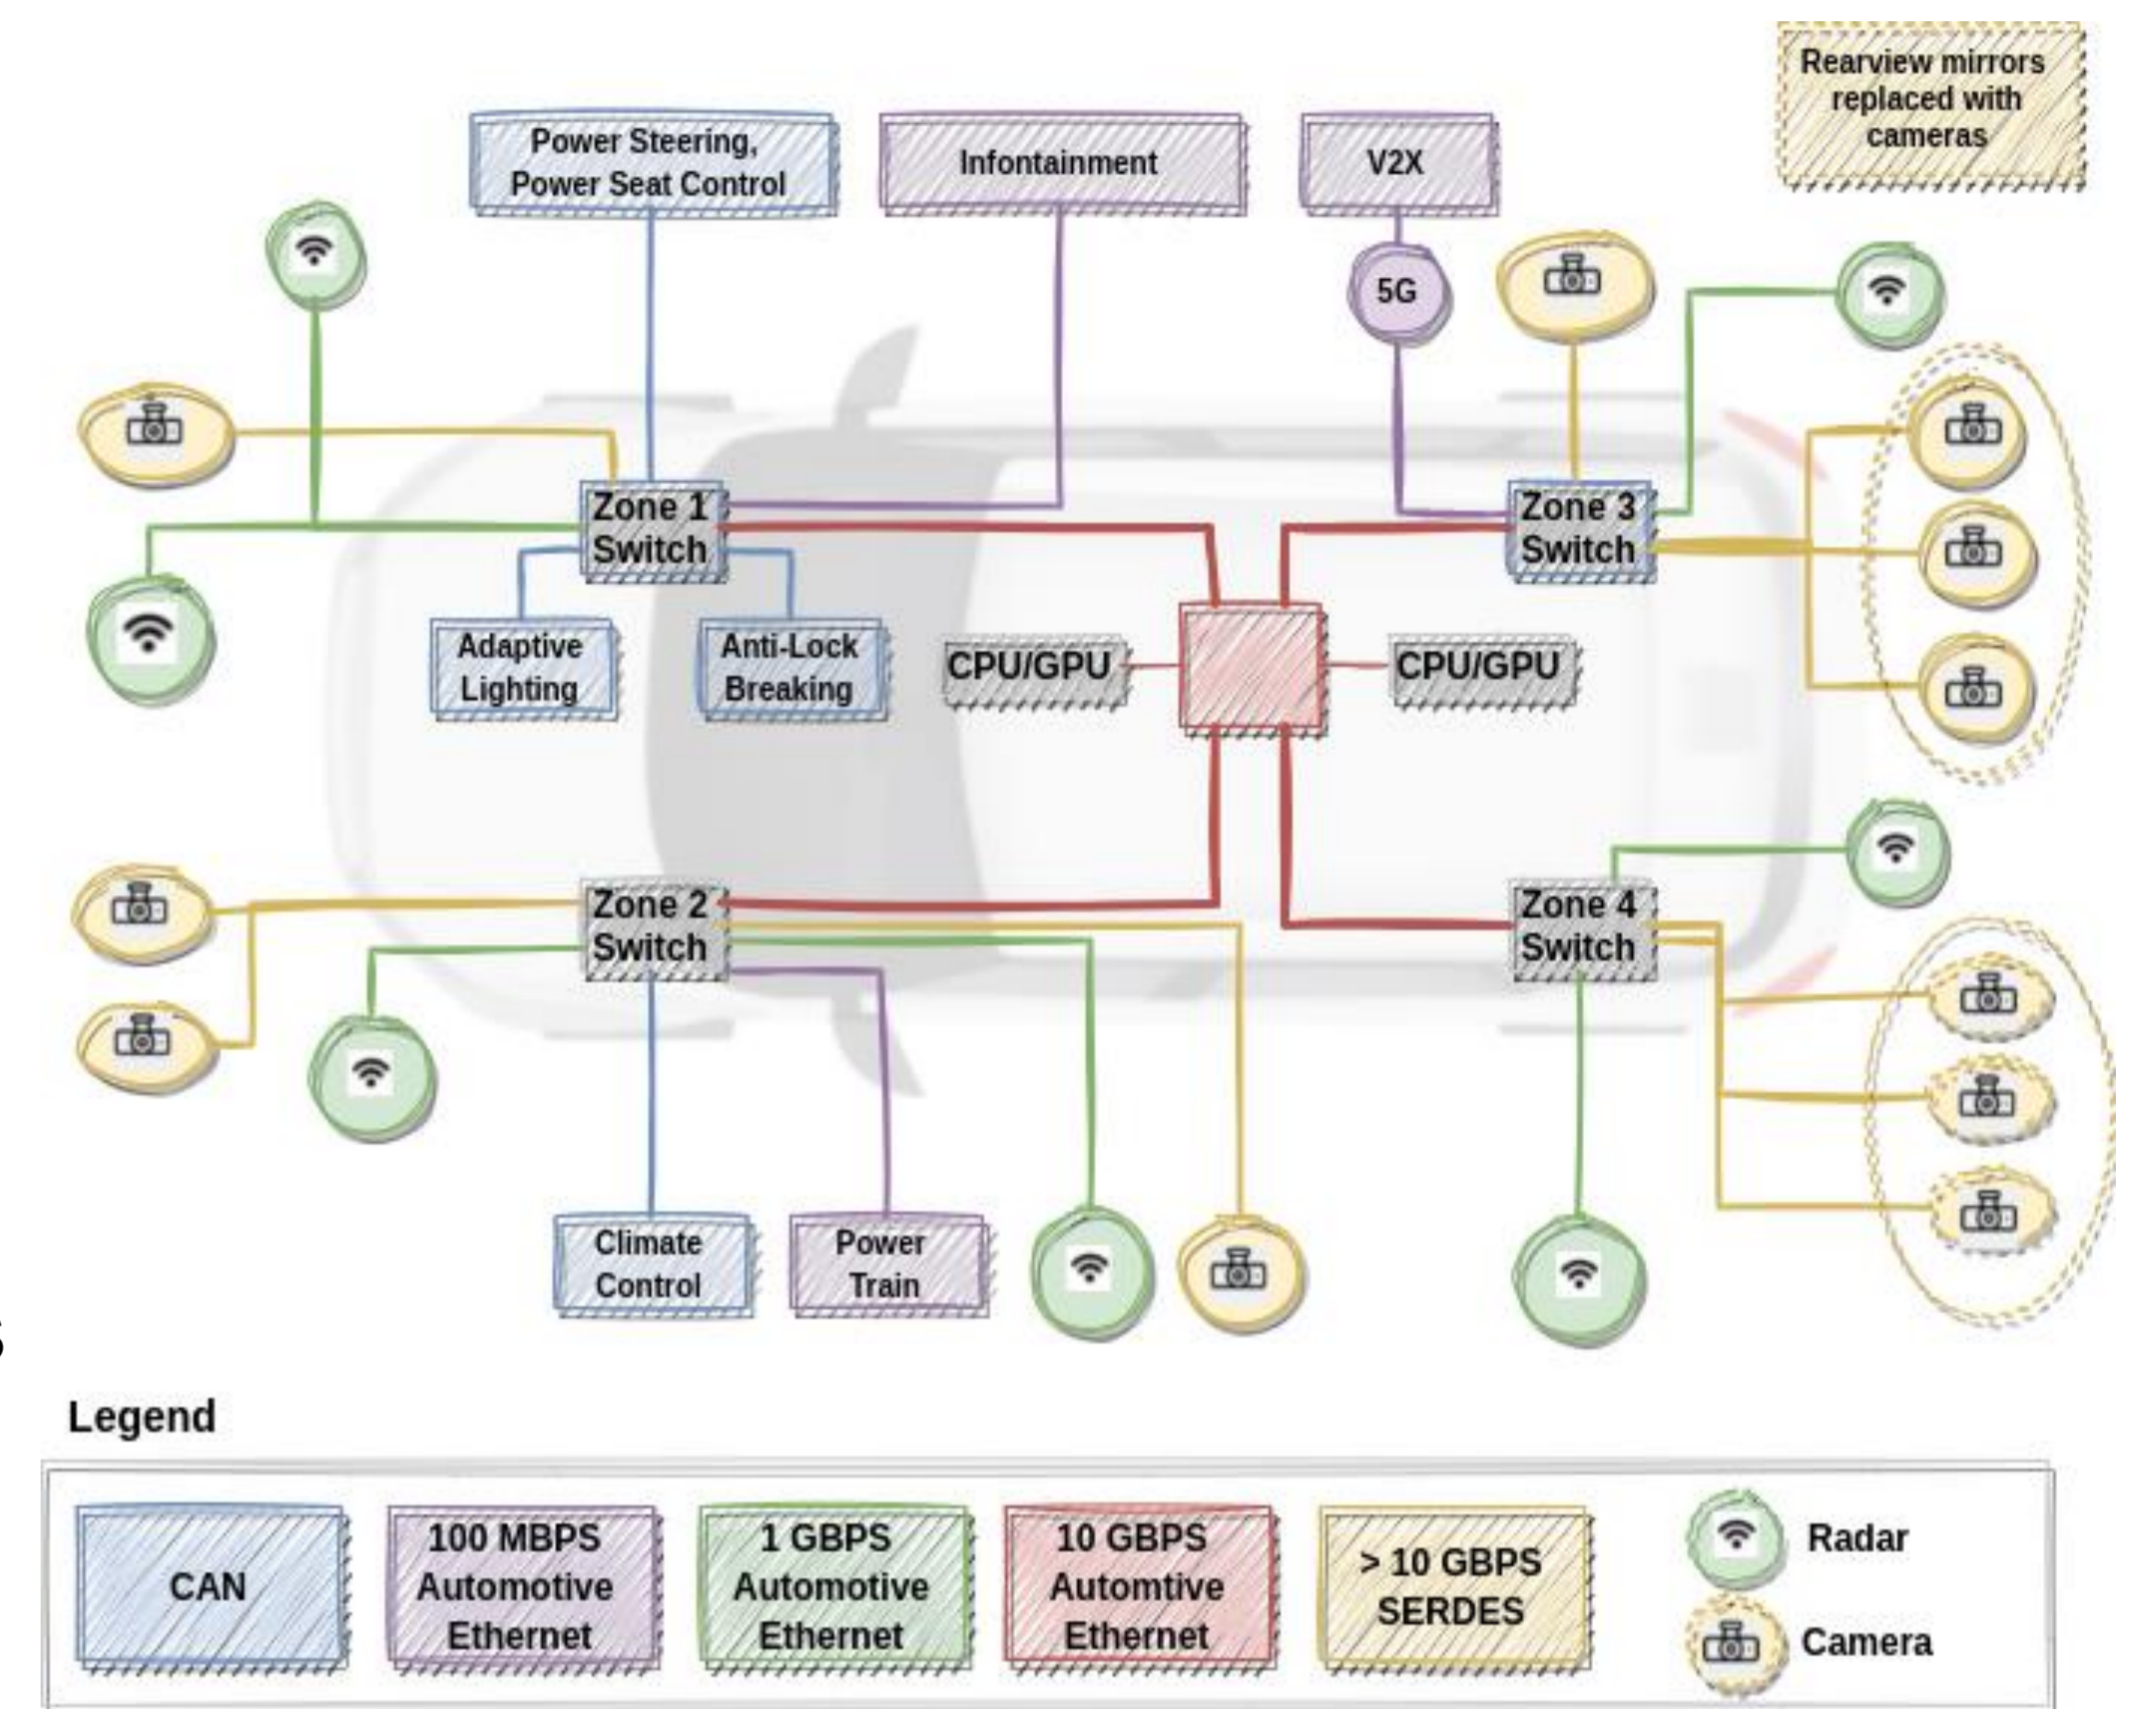 Rearview mirrors
replaced with
cameras
Power Steering,
Power Seat Control
Infontainment
V2X
5G
Zone 1
Switch
Zone 3
Switch
Adaptive
Lighting
Anti-Lock
Breaking
CPU/GPU
CPU/GPU
Zone 2
Switch
Zone 4
Switch
Climate
Control
Power
Train
Legend
CAN
100 MBPS
Automotive
Ethernet
1 GBPS
Automotive
Ethernet
10 GBPS
Automtive
Ethernet
> 10 GBPS
SERDES
Radar
Camera